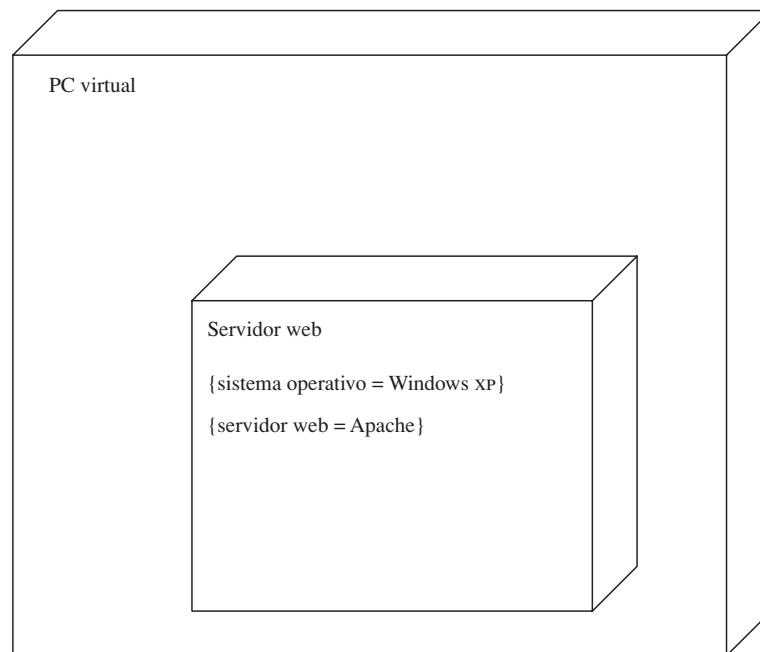 PC virtual
Servidor web
{sistema operativo = Windows XP}
{servidor web = Apache}